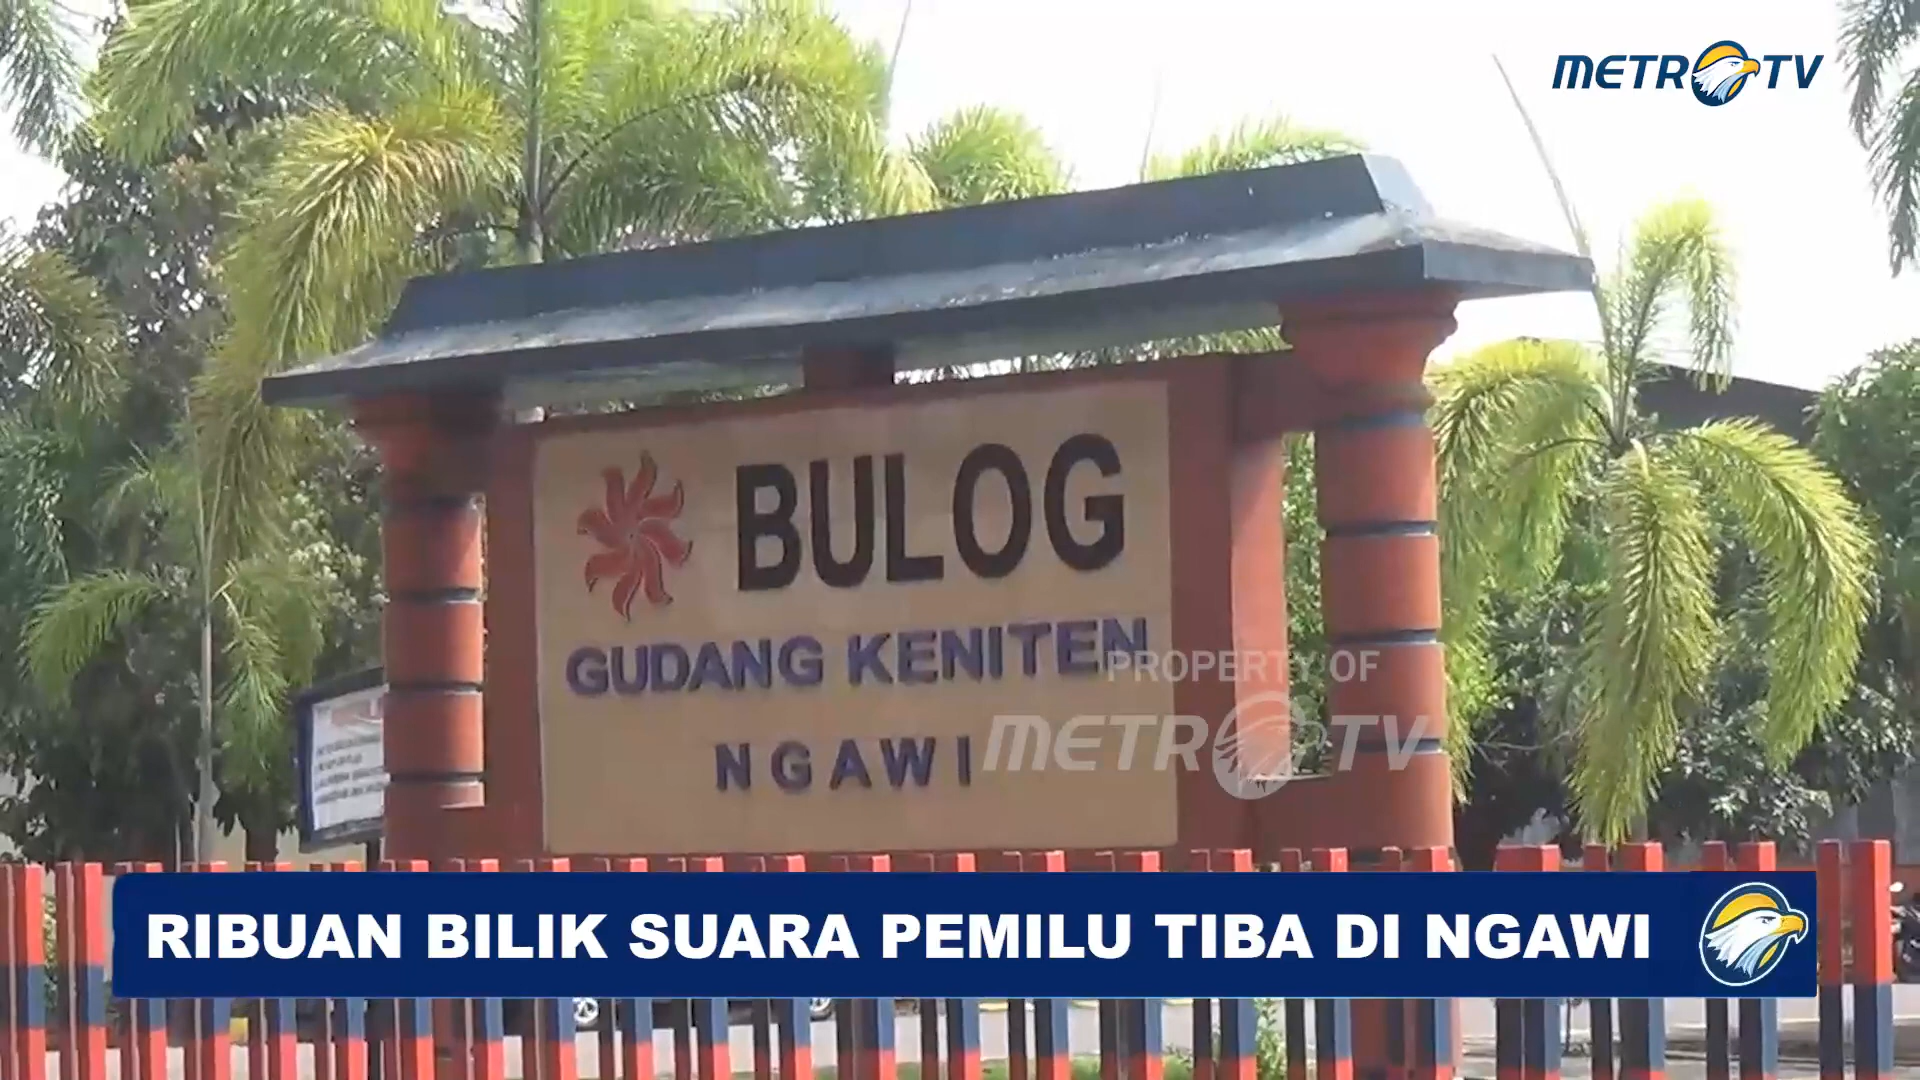 METRO TV
BULOG
GUDANG KENITEN
NGAWI
PROPERTY OF
METRO TV
RIBUAN BILIK SUARA PEMILU TIBA DI NGAWI